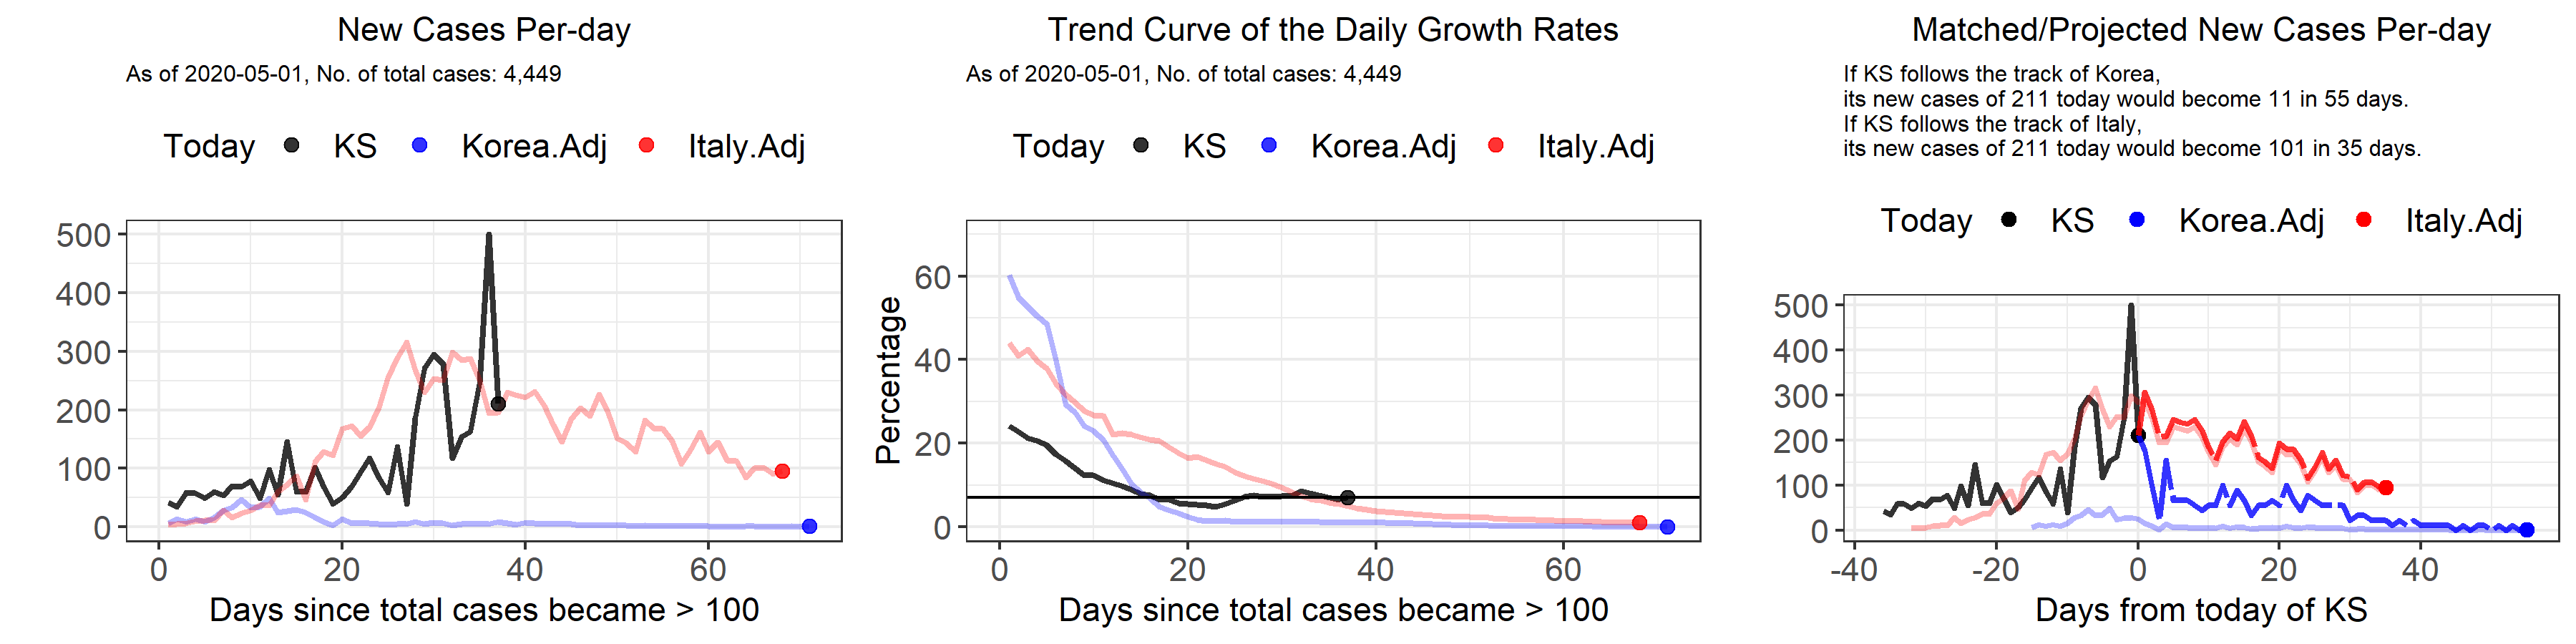 New Cases Per-day
As of 2020-05-01, No. of total cases: 4,449
Today KS Korea.Adj Italy.Adj
500
400
300
200
100
0
0 20 40 60
Days since total cases became > 100
Trend Curve of the Daily Growth Rates
As of 2020-05-01, No. of total cases: 4,449
Today KS Korea.Adj Italy.Adj
Percentage
60
40
20
0
0 20 40 60
Days since total cases became > 100
Matched/Projected New Cases Per-day
If KS follows the track of Korea,
its new cases of 211 today would become 11 in 55 days.
If KS follows the track of Italy,
its new cases of 211 today would become 101 in 35 days.
Today KS Korea.Adj Italy.Adj
500
400
300
200
100
0
-40 -20 0 20 40
Days from today of KS